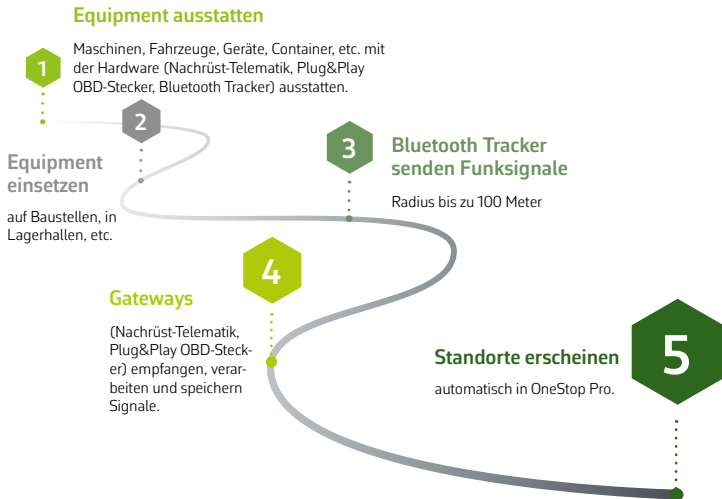 Equipment ausstatten
1
Maschinen, Fahrzeuge, Geräte, Container, etc. mit
der Hardware (Nachrüst-Telematik, Plug&Play
OBD-Stecker, Bluetooth Tracker) ausstatten.
2
Equipment
einsetzen
auf Baustellen, in
Lagerhallen, etc.
3
Bluetooth Tracker
senden Funksignale
Radius bis zu 100 Meter
4
Gateways
(Nachrüst-Telematik,
Plug&Play OBD-Steck-
er) empfangen, verar-
beiten und speichern
Signale.
5
Standorte erscheinen
automatisch in OneStop Pro.